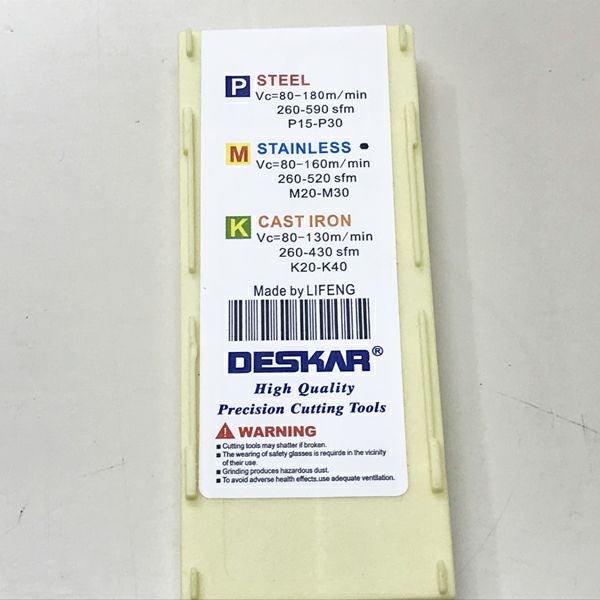 P STEEL
Vc=80-180m/min
260-590 sfm
P15-P30
M STAINLESS ●
Vc=80-160m/min
260-520 sfm
M20-M30
K CAST IRON
Vc=80-130m/min
260-430 sfm
K20-K40
Made by LIFENG
DESKAR®
High Quality
Precision Cutting Tools
WARNING
■ Cutting tools may shatter if broken.
■ The wearing of safety glasses is requirde in the vicinity
of their use.
■ Grinding produces hazardous dust.
■ To avoid adverse health effects.use adequate ventilation.